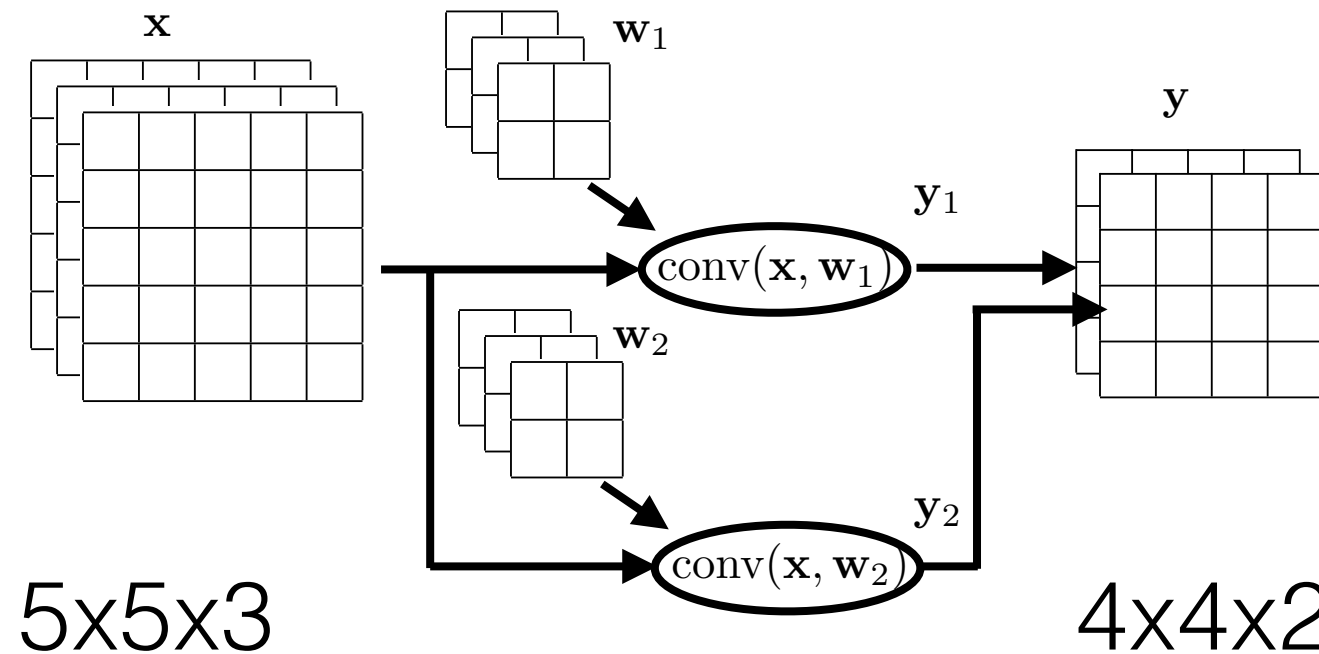 x
w₁
y
y₁
conv(x, w₁)
w₂
y₂
conv(x, w₂)
5x5x3
4x4x2